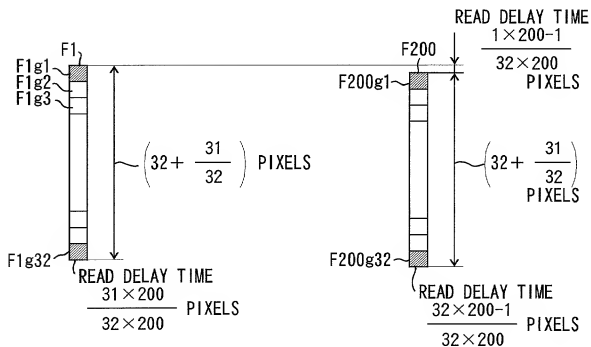 READ DELAY TIME
1×200-1
32×200
PIXELS
F1
F200
F1g1
F1g2
F1g3
F200g1
(32+ 31/32) PIXELS
(32+ 31/32)
PIXELS
F1g32
F200g32
READ DELAY TIME
31×200
32×200
PIXELS
READ DELAY TIME
32×200-1
32×200
PIXELS